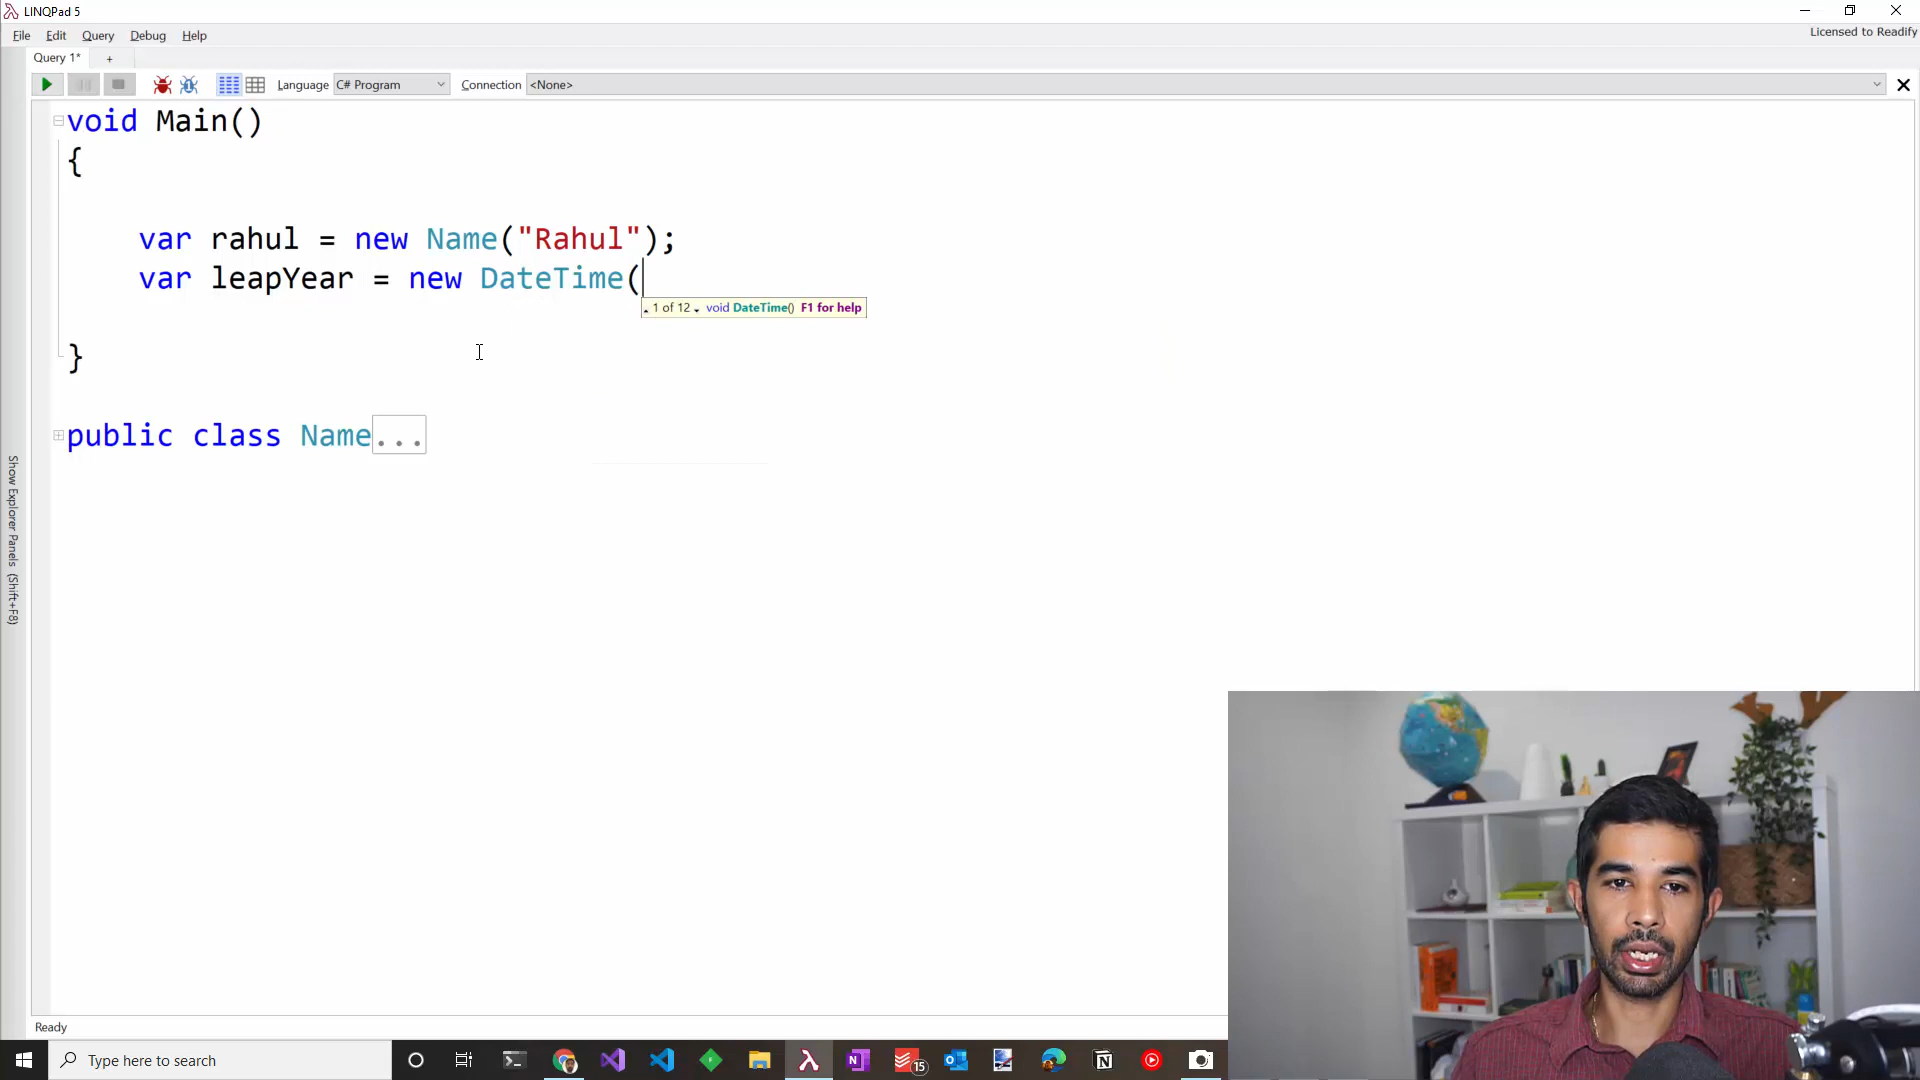 LINQPad 5
File Edit Query Debug Help
Licensed to Readify
Query 1* +
Language C# Program Connection <None>
void Main()
{
var rahul = new Name("Rahul");
var leapYear = new DateTime(
1 of 12 void DateTime() F1 for help
}
public class Name...
Show Explorer Panels (Shift+F8)
Ready
Type here to search
15